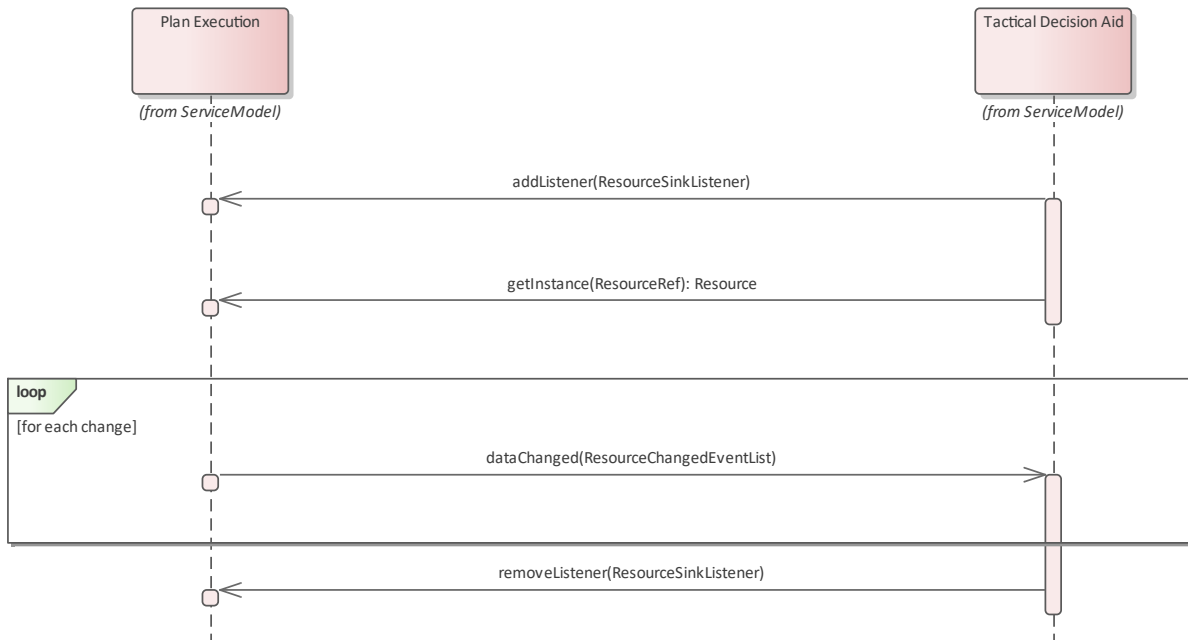 Plan Execution
Tactical Decision Aid
(from ServiceModel)
(from ServiceModel)
addListener(ResourceSinkListener)
getInstance(ResourceRef): Resource
loop
[for each change]
dataChanged(ResourceChangedEventList)
removeListener(ResourceSinkListener)